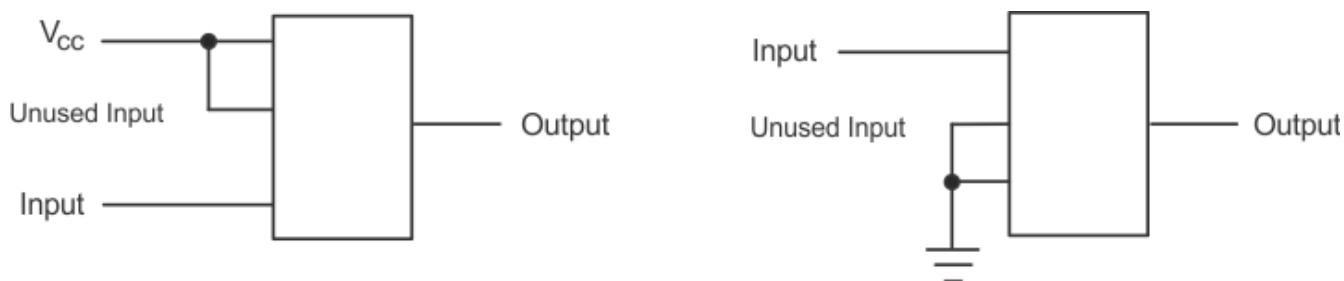 VCC
Unused Input
Input
Output
Input
Unused Input
Output